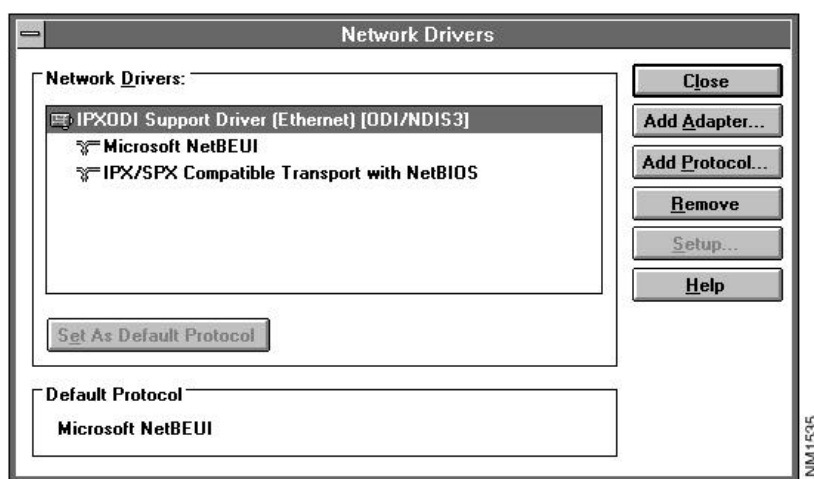 Network Drivers
Network Drivers:
IPXODI Support Driver (Ethernet) [ODI/NDIS3]
Microsoft NetBEUI
IPX/SPX Compatible Transport with NetBIOS
Set As Default Protocol
Default Protocol
Microsoft NetBEUI
Close
Add Adapter...
Add Protocol...
Remove
Setup...
Help
NM1535